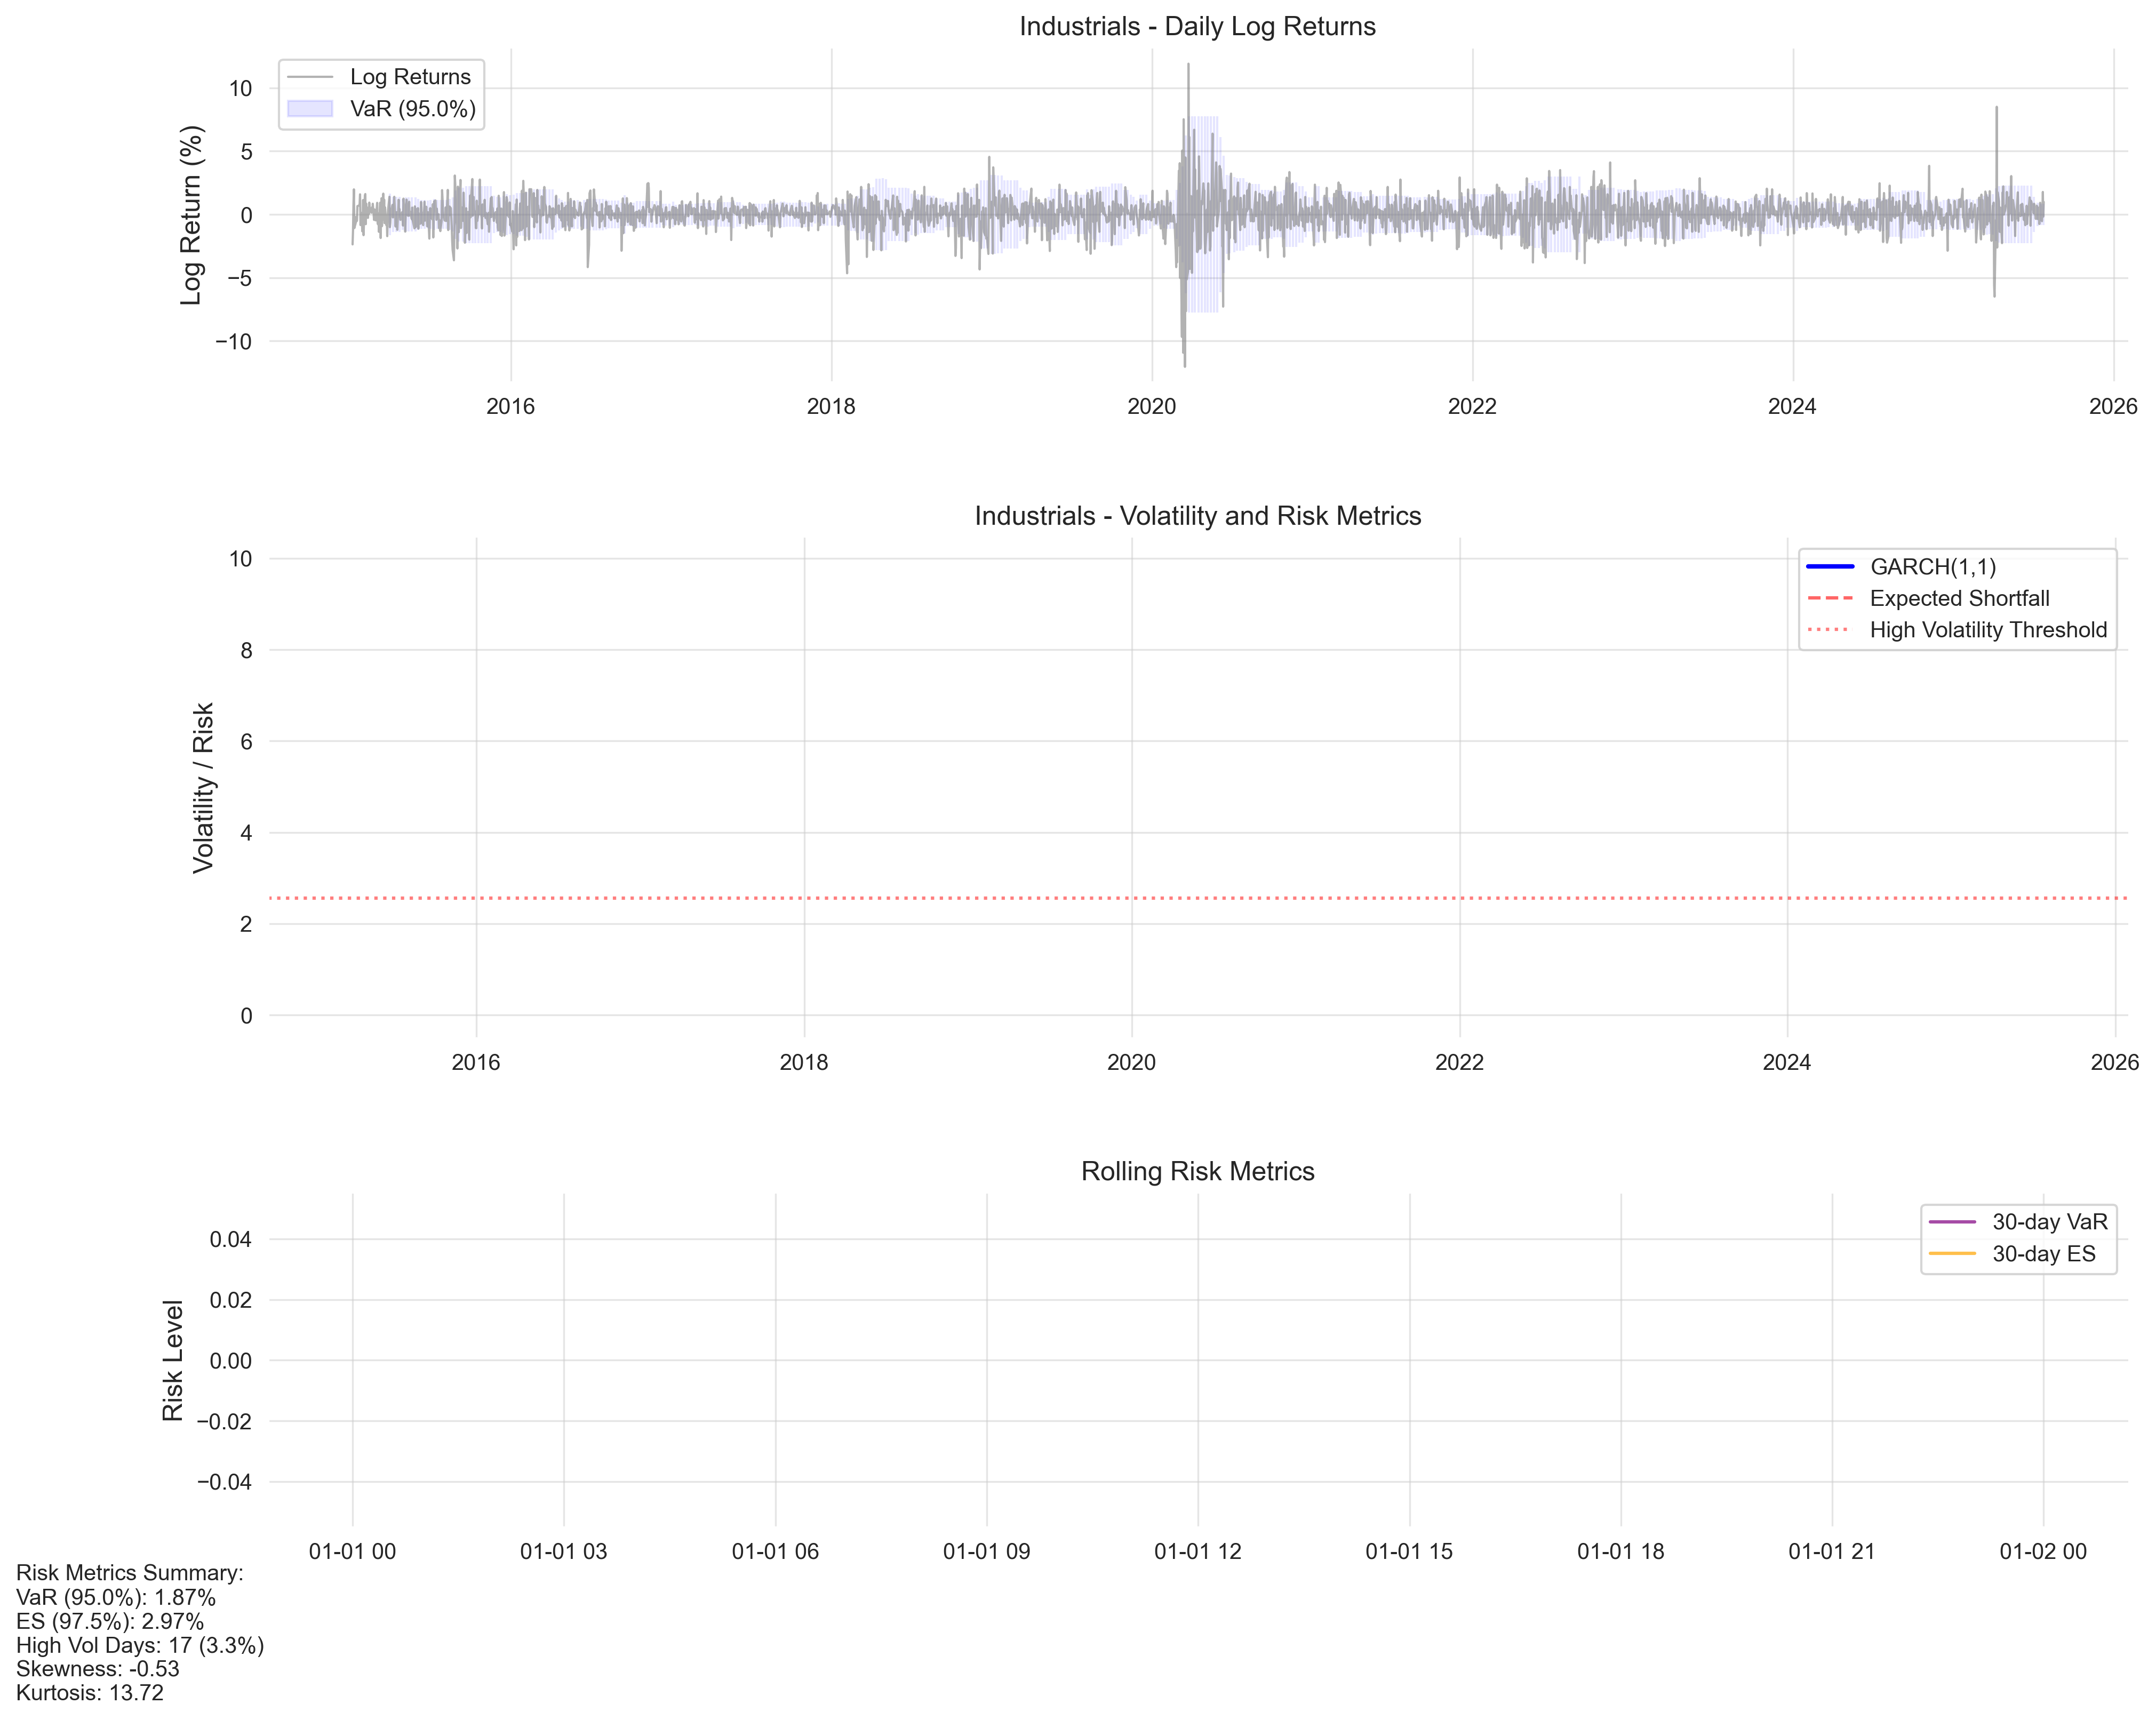 Industrials - Daily Log Returns
Log Returns
VaR (95.0%)
Log Return (%)
10
5
0
−5
−10
2016 2018 2020 2022 2024 2026
Industrials - Volatility and Risk Metrics
GARCH(1,1)
Expected Shortfall
High Volatility Threshold
Volatility / Risk
10
8
6
4
2
0
2016 2018 2020 2022 2024 2026
Rolling Risk Metrics
30-day VaR
30-day ES
Risk Level
0.04
0.02
0.00
−0.02
−0.04
01-01 00 01-01 03 01-01 06 01-01 09 01-01 12 01-01 15 01-01 18 01-01 21 01-02 00
Risk Metrics Summary:
VaR (95.0%): 1.87%
ES (97.5%): 2.97%
High Vol Days: 17 (3.3%)
Skewness: -0.53
Kurtosis: 13.72